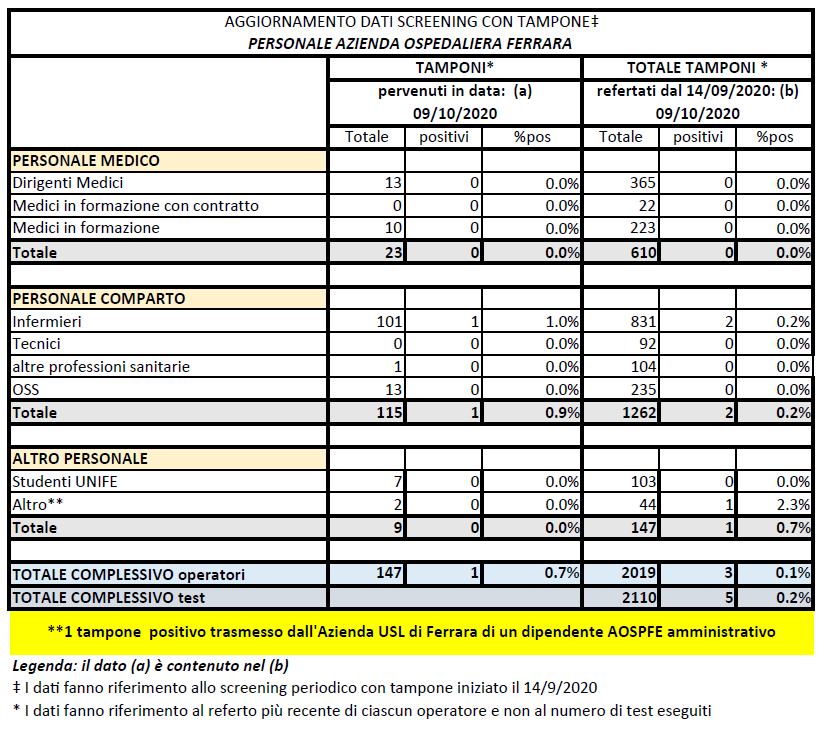 AGGIORNAMENTO DATI SCREENING CON TAMPONE‡
PERSONALE AZIENDA OSPEDALIERA FERRARA
TAMPONI* TOTALE TAMPONI *
pervenuti in data: (a) refertati dal 14/09/2020: (b)
09/10/2020 09/10/2020
Totale positivi %pos Totale positivi %pos
PERSONALE MEDICO
Dirigenti Medici 13 0 0.0% 365 0 0.0%
Medici in formazione con contratto 0 0 0.0% 22 0 0.0%
Medici in formazione 10 0 0.0% 223 0 0.0%
Totale 23 0 0.0% 610 0 0.0%
PERSONALE COMPARTO
Infermieri 101 1 1.0% 831 2 0.2%
Tecnici 0 0 0.0% 92 0 0.0%
altre professioni sanitarie 1 0 0.0% 104 0 0.0%
OSS 13 0 0.0% 235 0 0.0%
Totale 115 1 0.9% 1262 2 0.2%
ALTRO PERSONALE
Studenti UNIFE 7 0 0.0% 103 0 0.0%
Altro** 2 0 0.0% 44 1 2.3%
Totale 9 0 0.0% 147 1 0.7%
TOTALE COMPLESSIVO operatori 147 1 0.7% 2019 3 0.1%
TOTALE COMPLESSIVO test 2110 5 0.2%
**1 tampone positivo trasmesso dall'Azienda USL di Ferrara di un dipendente AOSPFE amministrativo
Legenda: il dato (a) è contenuto nel (b)
‡ I dati fanno riferimento allo screening periodico con tampone iniziato il 14/9/2020
* I dati fanno riferimento al referto più recente di ciascun operatore e non al numero di test eseguiti